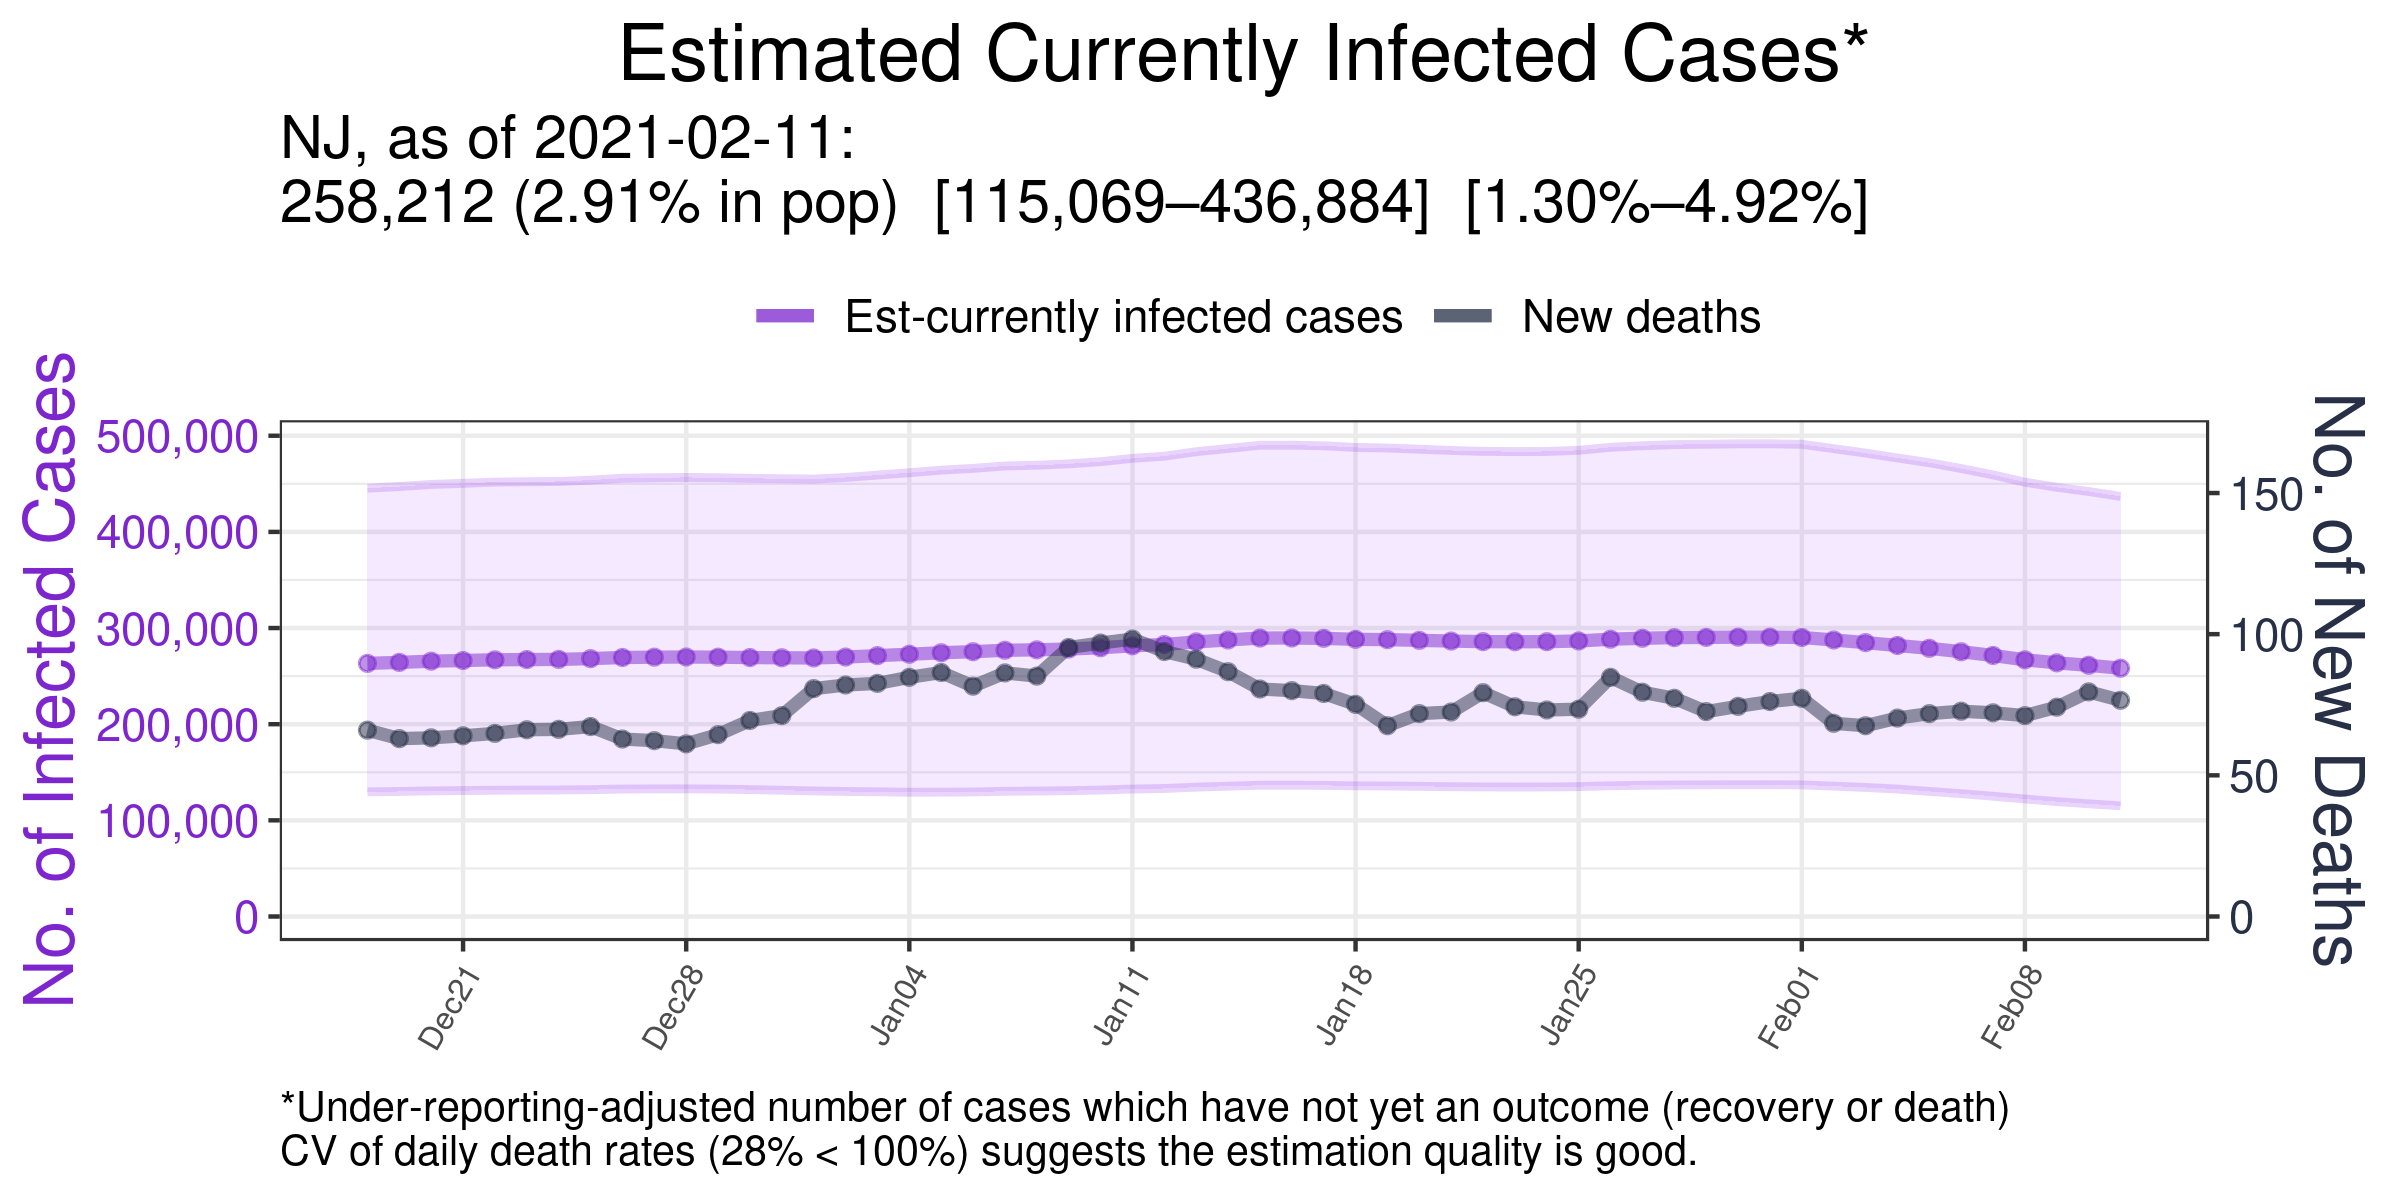 Estimated Currently Infected Cases*
NJ, as of 2021-02-11:
258,212 (2.91% in pop)  [115,069–436,884]  [1.30%–4.92%]
Est-currently infected cases
New deaths
No. of Infected Cases
500,000
400,000
300,000
200,000
100,000
0
150
100
50
0
No. of New Deaths
Dec21
Dec28
Jan04
Jan11
Jan18
Jan25
Feb01
Feb08
*Under-reporting-adjusted number of cases which have not yet an outcome (recovery or death)
CV of daily death rates (28% < 100%) suggests the estimation quality is good.